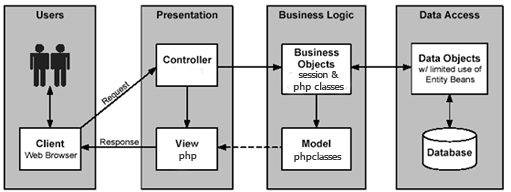 Users
Presentation
Business Logic
Data Access
Controller
Business
Objects
session &
php classes
Data Objects
w/ limited use of
Entity Beans
Request
Client
Web Browser
Response
View
php
Model
phpclasses
Database